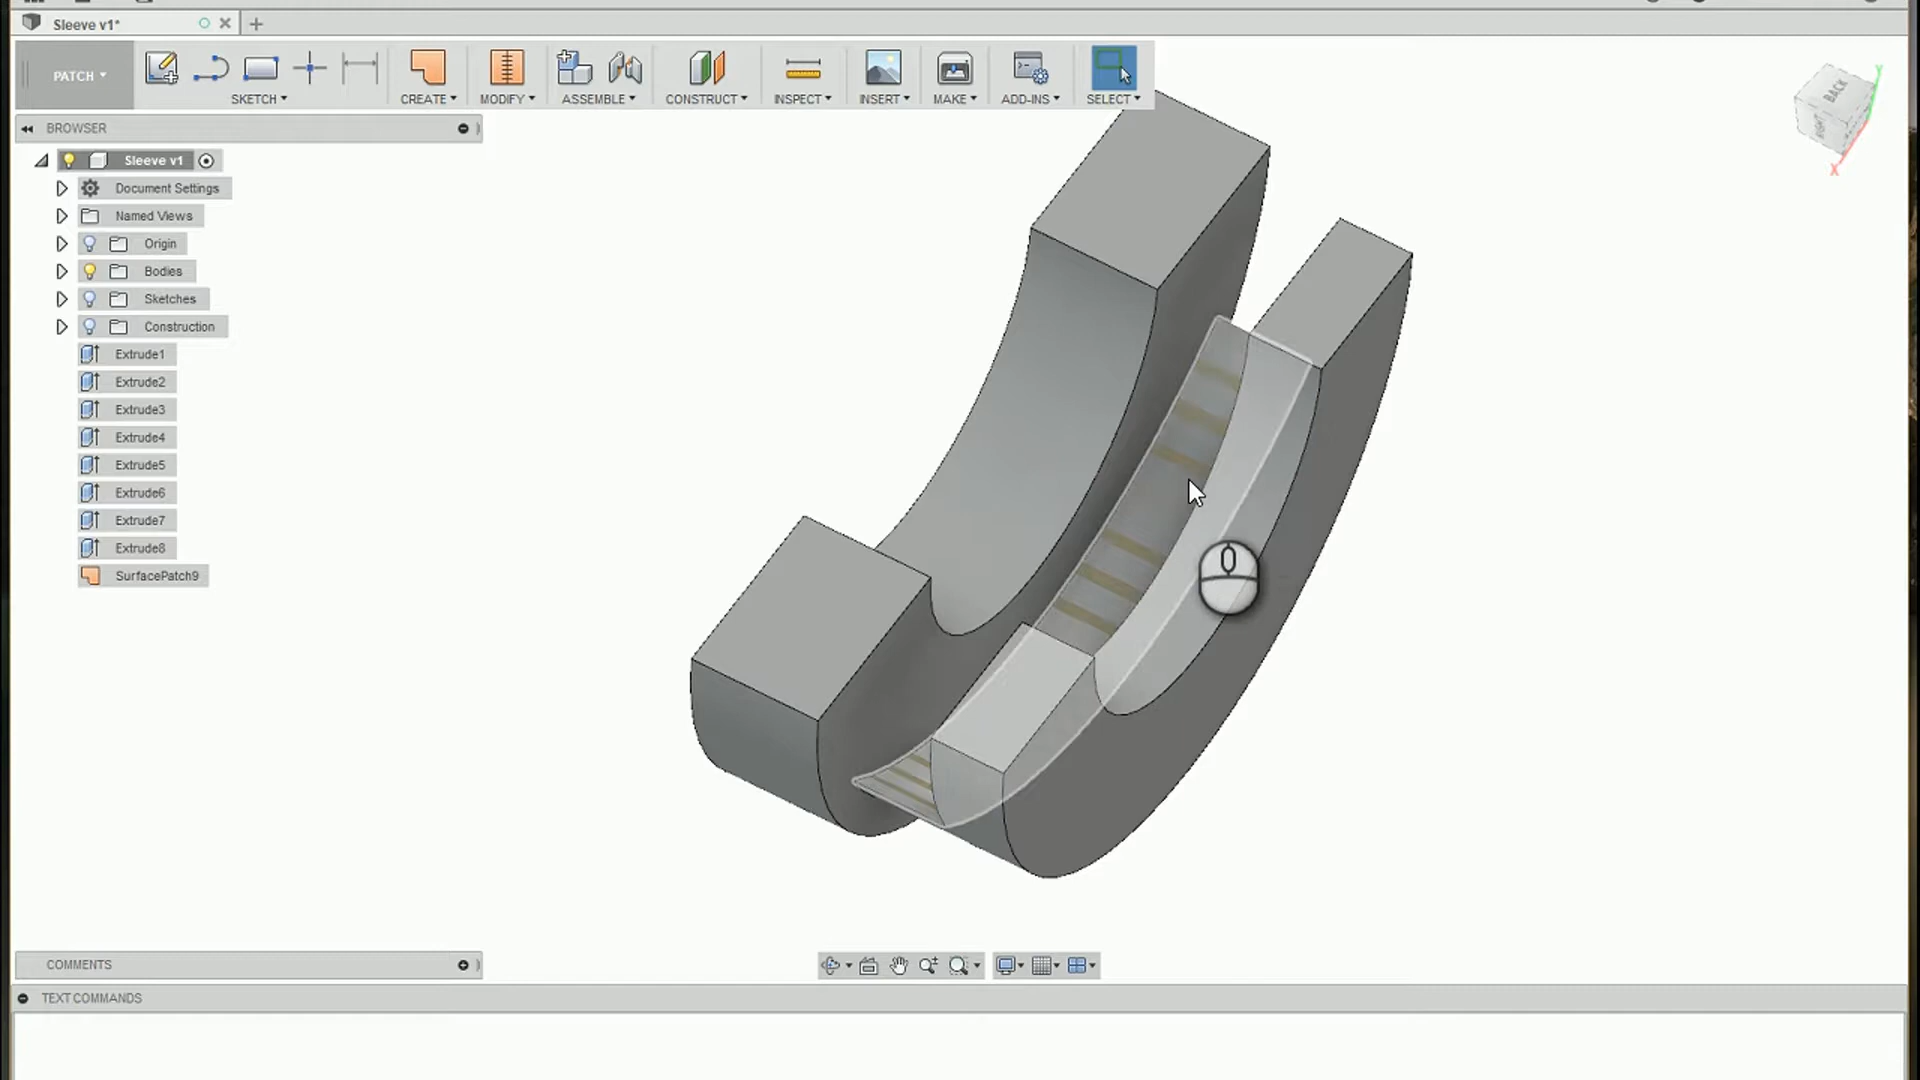 Sleeve v1*
PATCH
SKETCH
CREATE
MODIFY
ASSEMBLE
CONSTRUCT
INSPECT
INSERT
MAKE
ADD-INS
SELECT
BROWSER
Sleeve v1
Document Settings
Named Views
Origin
Bodies
Sketches
Construction
Extrude1
Extrude2
Extrude3
Extrude4
Extrude5
Extrude6
Extrude7
Extrude8
SurfacePatch9
BACK
RIGHT
Y
X
COMMENTS
TEXT COMMANDS